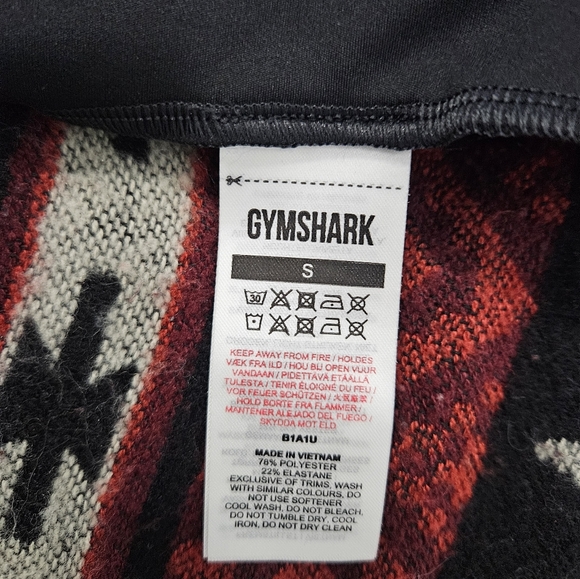 GYMSHARK
S
30
KEEP AWAY FROM FIRE / HOLDES
VÆK FRA ILD / HOU BIJ OPEN VUUR
VANDAAN / PIDETTÄVÄ ETÄÄLLÄ
TULESTA / TENIR ÉLOIGNÉ DU FEU /
VOR FEUER SCHÜTZEN / 火気厳禁 /
HOLD BORTE FRA FLAMMER /
MANTENER ALEJADO DEL FUEGO /
SKYDDA MOT ELD
B1A1U
MADE IN VIETNAM
78% POLYESTER
22% ELASTANE
EXCLUSIVE OF TRIMS, WASH
WITH SIMILAR COLOURS, DO
NOT USE SOFTENER
COOL WASH, DO NOT BLEACH,
DO NOT TUMBLE DRY, COOL
IRON, DO NOT DRY CLEAN